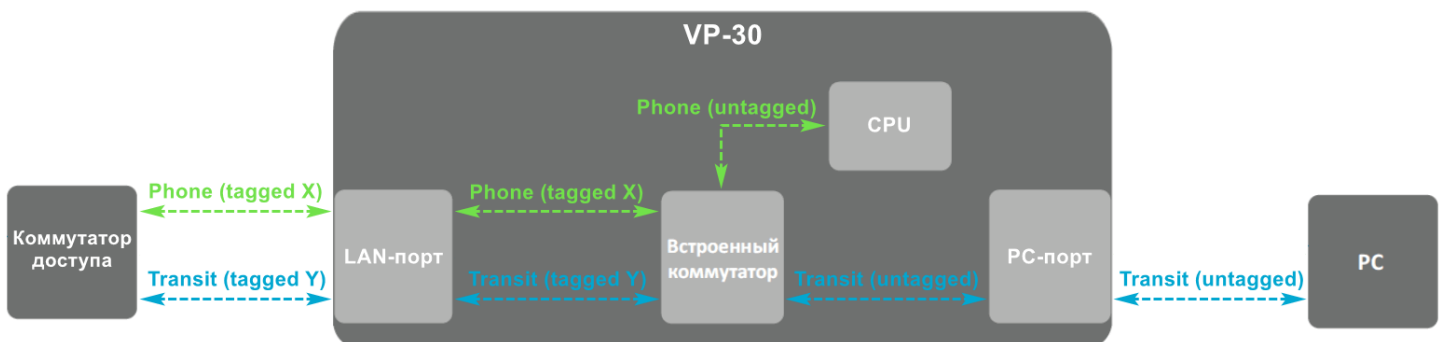 VP-30
Phone (untagged)
CPU
Phone (tagged X)
Phone (tagged X)
Коммутатор
доступа
LAN-порт
Встроенный
коммутатор
PC-порт
PC
Transit (tagged Y)
Transit (tagged Y)
Transit (untagged)
Transit (untagged)